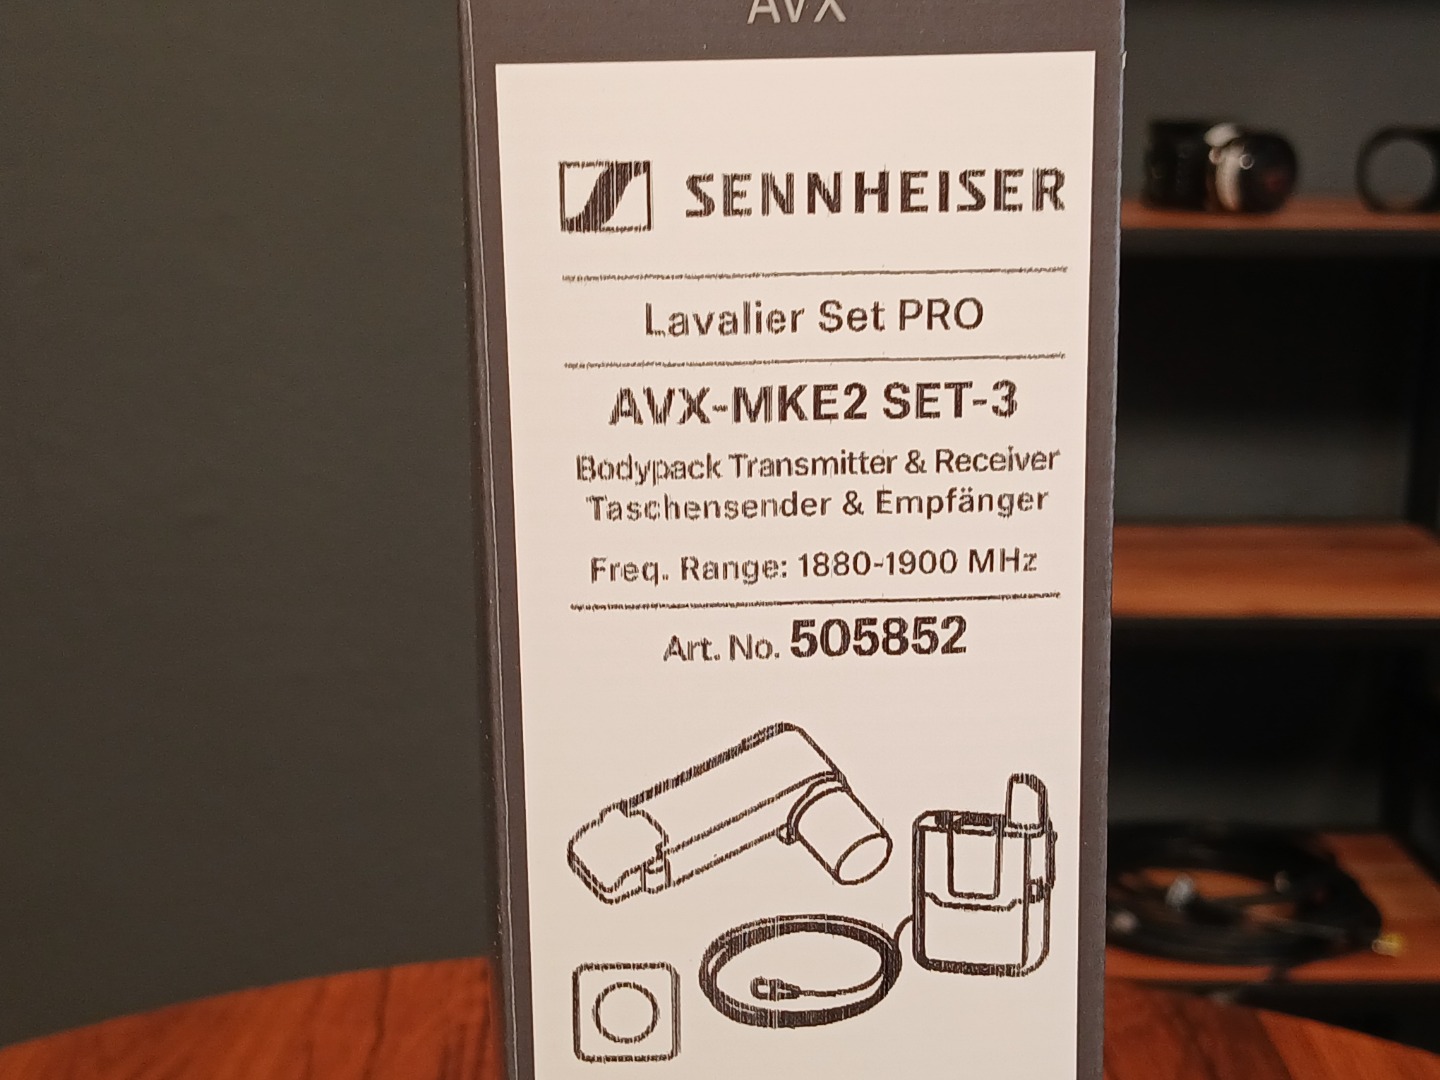 AVX
SENNHEISER
Lavalier Set PRO
AVX-MKE2 SET-3
Bodypack Transmitter & Receiver
Taschensender & Empfänger
Freq. Range: 1880-1900 MHz
Art. No. 505852